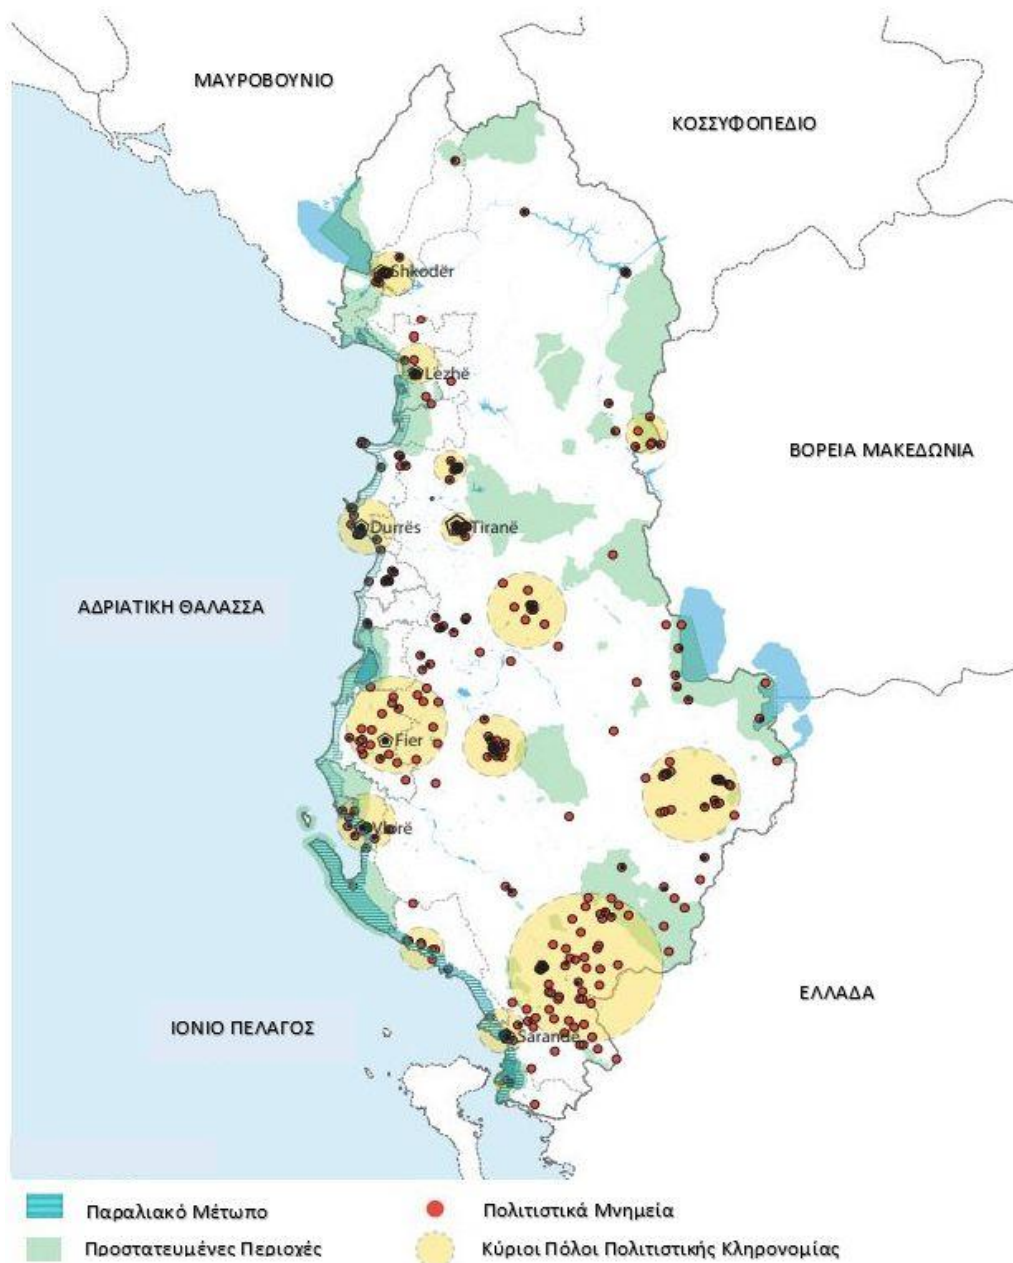 ΜΑΥΡΟΒΟΥΝΙΟ
ΚΟΣΣΥΦΟΠΕΔΙΟ
Shkodër
Lezhë
ΒΟΡΕΙΑ ΜΑΚΕΔΟΝΙΑ
Durrës
Tiranë
ΑΔΡΙΑΤΙΚΗ ΘΑΛΑΣΣΑ
Fier
Vlorë
ΕΛΛΑΔΑ
ΙΟΝΙΟ ΠΕΛΑΓΟΣ
Sarandë
Παραλιακό Μέτωπο
Πολιτιστικά Μνημεία
Προστατευμένες Περιοχές
Κύριοι Πόλοι Πολιτιστικής Κληρονομίας